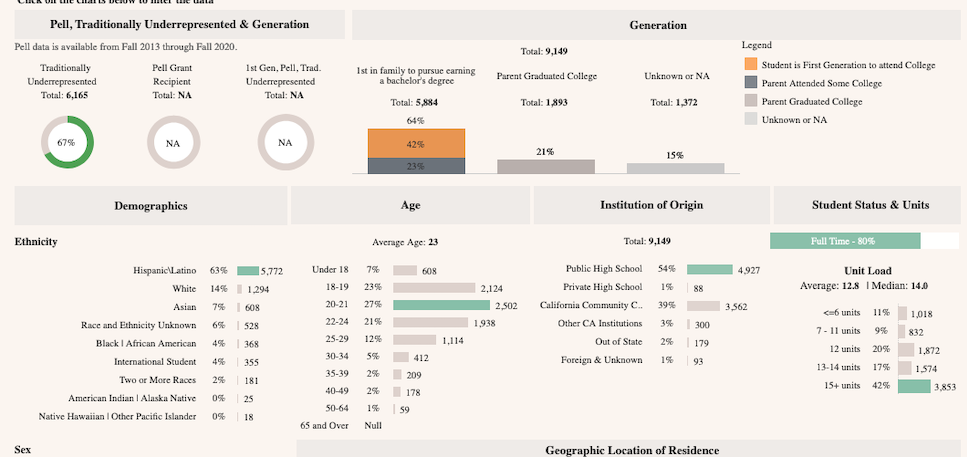 Click on the charts below to filter the data
Pell, Traditionally Underrepresented & Generation
Pell data is available from Fall 2013 through Fall 2020.
Traditionally
Underrepresented
Total: 6,165
67%
Pell Grant
Recipient
Total: NA
NA
1st Gen, Pell, Trad.
Underrepresented
Total: NA
NA
Generation
Total: 9,149
1st in family to pursue earning
a bachelor's degree
Total: 5,884
64%
42%
23%
Parent Graduated College
Total: 1,893
21%
Unknown or NA
Total: 1,372
15%
Legend
Student is First Generation to attend College
Parent Attended Some College
Parent Graduated College
Unknown or NA
Demographics
Ethnicity
Hispanic\Latino 63% 5,772
White 14% 1,294
Asian 7% 608
Race and Ethnicity Unknown 6% 528
Black | African American 4% 368
International Student 4% 355
Two or More Races 2% 181
American Indian | Alaska Native 0% 25
Native Hawaiian | Other Pacific Islander 0% 18
Sex
Age
Average Age: 23
Under 18 7% 608
18-19 23% 2,124
20-21 27% 2,502
22-24 21% 1,938
25-29 12% 1,114
30-34 5% 412
35-39 2% 209
40-49 2% 178
50-64 1% 59
65 and Over Null
Institution of Origin
Total: 9,149
Public High School 54% 4,927
Private High School 1% 88
California Community C.. 39% 3,562
Other CA Institutions 3% 300
Out of State 2% 179
Foreign & Unknown 1% 93
Student Status & Units
Full Time - 80%
Unit Load
Average: 12.8 | Median: 14.0
<=6 units 11% 1,018
7 - 11 units 9% 832
12 units 20% 1,872
13-14 units 17% 1,574
15+ units 42% 3,853
Geographic Location of Residence